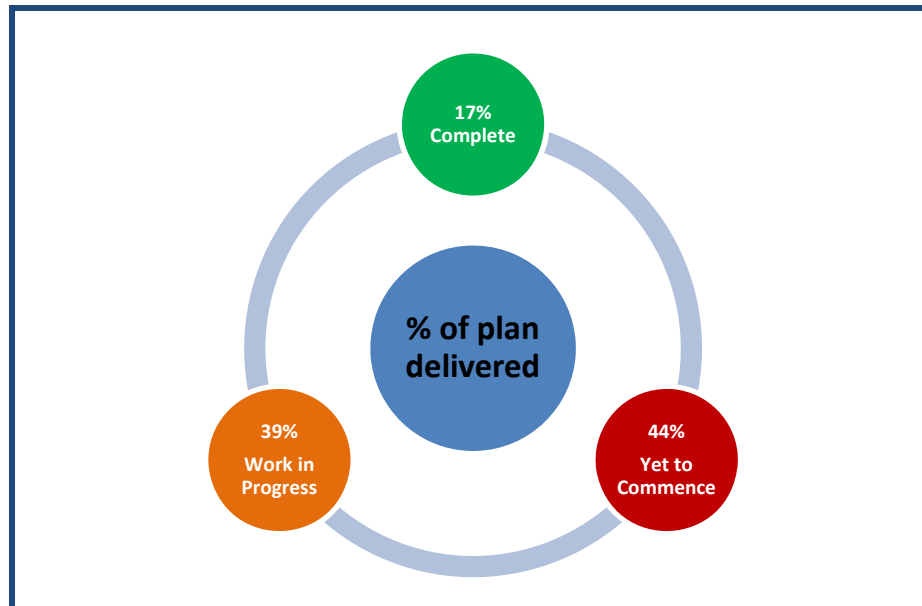 17%
Complete
% of plan
delivered
39%
Work in
Progress
44%
Yet to
Commence